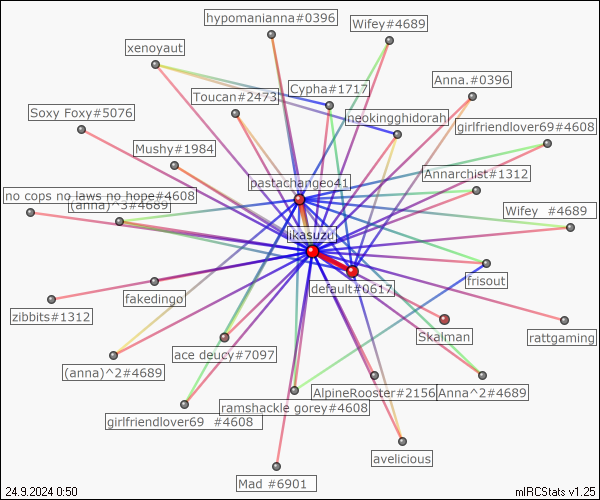 hypomanianna#0396
Wifey#4689
xenoyaut
Anna.#0396
Cypha#1717
Toucan#2473
Soxy Foxy#5076
neokingghidorah
girlfriendlover69#4608
Mushy#1984
Annarchist#1312
pastachangeo41
no cops no laws no hope#4608
(anna)^3#4689
Wifey #4689
jikasuzu
default#0617
frisout
fakedingo
zibbits#1312
Skalman
rattgaming
ace deucy#7097
(anna)^2#4689
AlpineRooster#2156
Anna^2#4689
ramshackle gorey#4608
girlfriendlover69 #4608
avelicious
Mad #6901
24.9.2024 0:50
mIRCStats v1.25